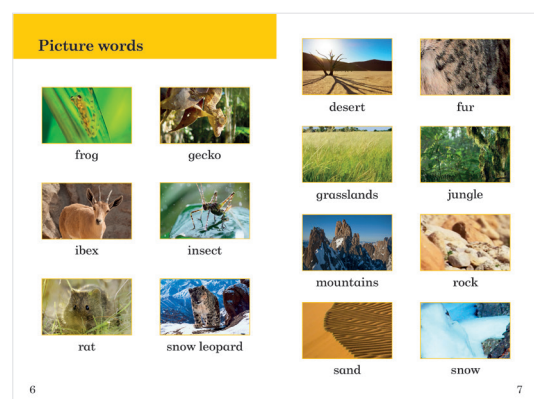 Picture words
frog gecko
ibex insect
rat snow leopard
6
desert fur
grasslands jungle
mountains rock
sand snow
7